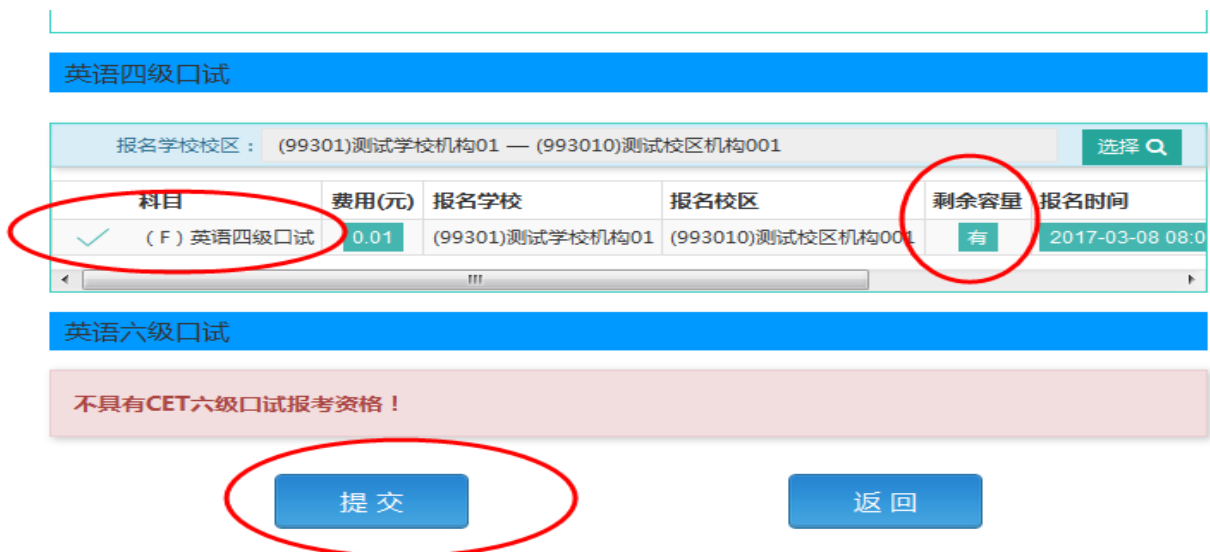 英语四级口试
报名学校校区： (99301)测试学校机构01 — (993010)测试校区机构001 选择
科目 费用(元) 报名学校 报名校区 剩余容量 报名时间
（F）英语四级口试 0.01 (99301)测试学校机构01 (993010)测试校区机构001 有 2017-03-08 08:0
英语六级口试
不具有CET六级口试报考资格！
提 交 返 回